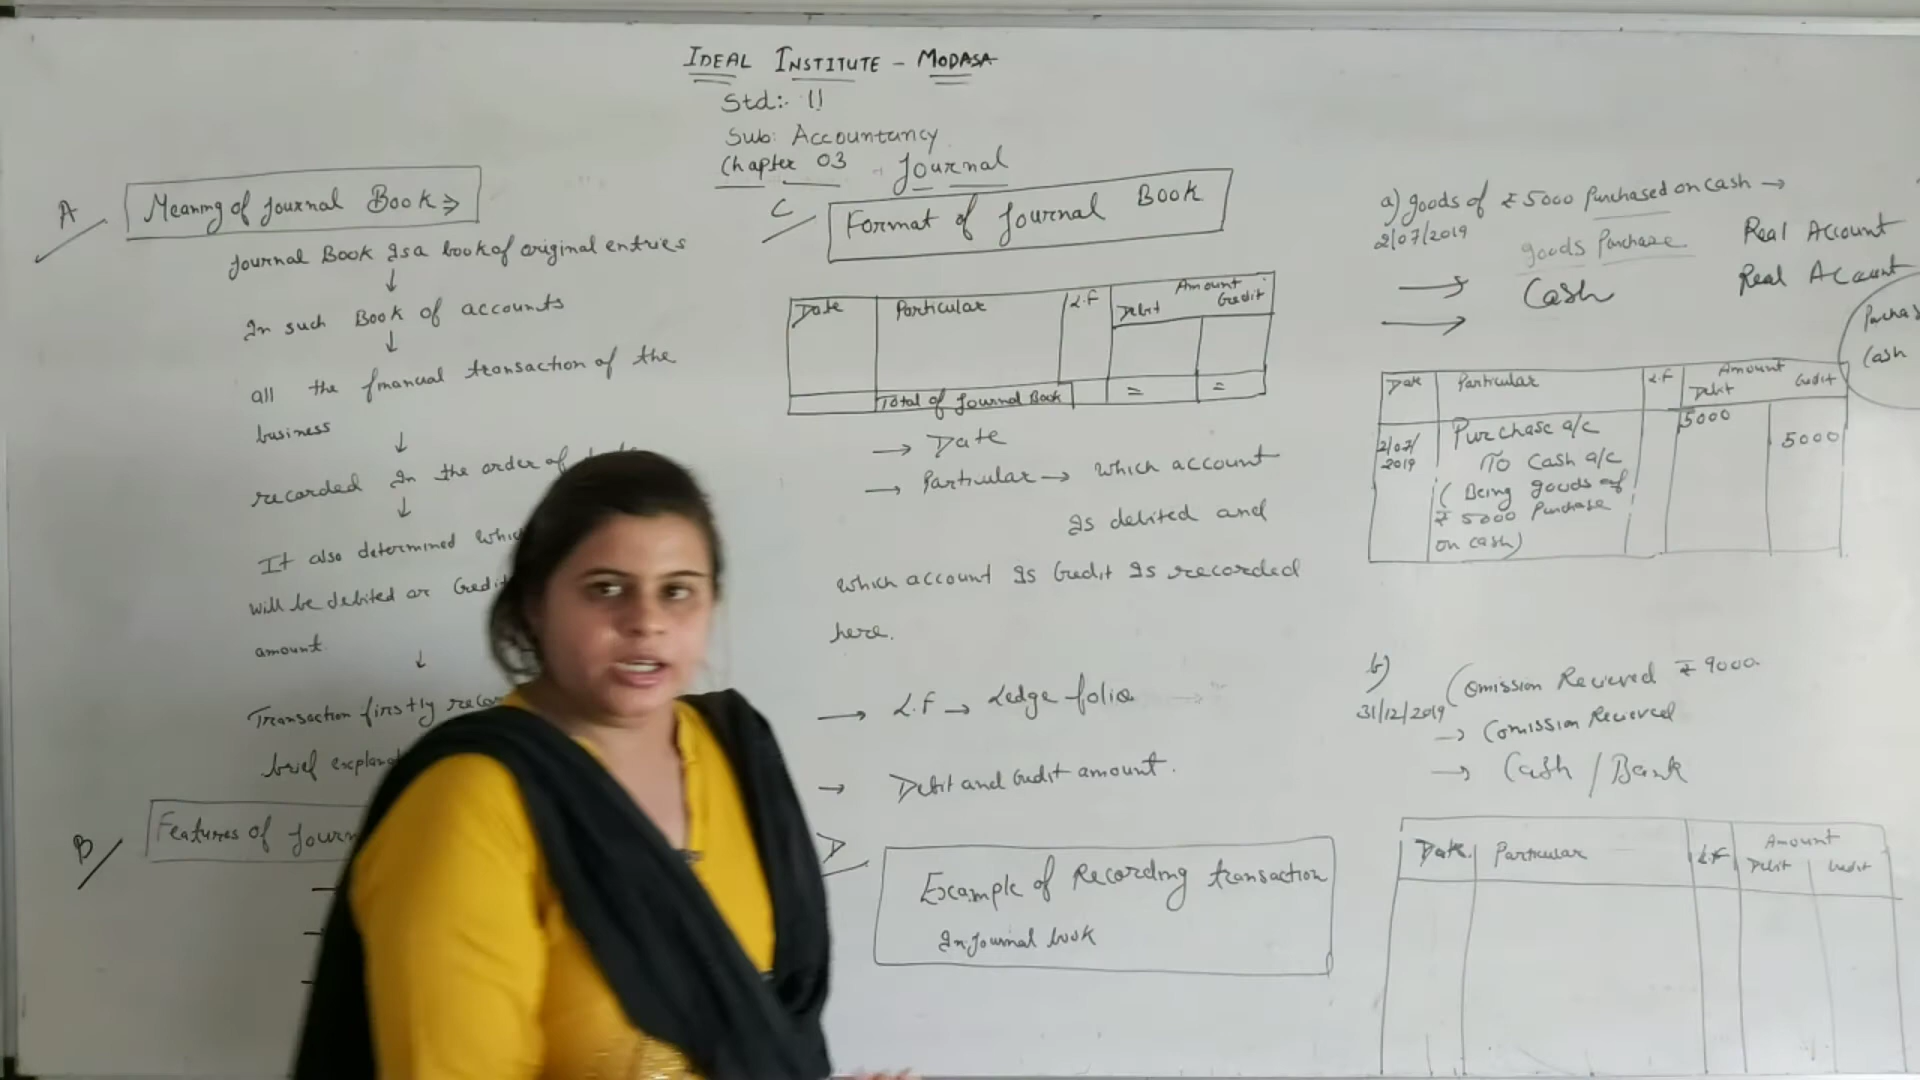 IDEAL INSTITUTE - MODASA
Std:- 11
Sub: Accountancy
Chapter 03 - Journal
A
Meaning of Journal Book ⇒
Journal Book Is a book of original entries
↓
In such Book of accounts
↓
all the financial transaction of the
business
↓
recorded In the order of
↓
It also determined
will be debited or
amount
↓
Transaction firstly
brief
B
Features of
C
Format of Journal Book
Date Particular L.F Amount
Debit Credit
Total of Journal Book = =
→ Date
→ Particular → which account
Is debited and
which account Is Credit Is recorded
here.
→ L.F → Ledge folio
→ Debit and Credit amount.
D
Example of Recording transaction
In Journal book
a) goods of ₹ 5000 Purchased on cash →
2/07/2019
goods Purchase Real Account
→ Cash Real Acount
→
Cash
Date Particular L.F Amount
Debit Credit
2/07/
2019
Purchase a/c 5000
To Cash a/c 5000
( Being goods of
₹ 5000 Purchase
on cash)
b) Comission Recieved ₹ 9000
31/12/2019
→ Comission Recieved
→ Cash / Bank
Date Particular L.F Amount
Debit Credit